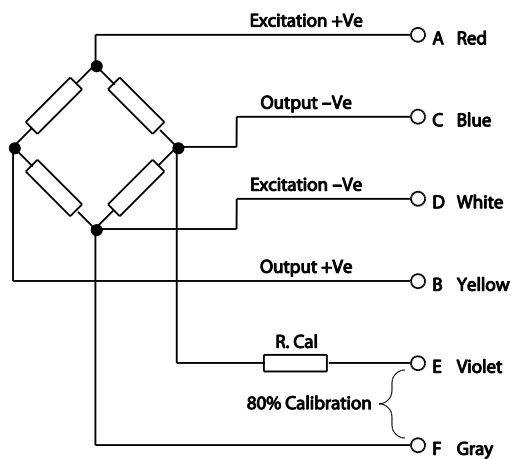 Excitation +Ve
A Red
Output –Ve
C Blue
Excitation –Ve
D White
Output +Ve
B Yellow
R. Cal
E Violet
80% Calibration
F Gray